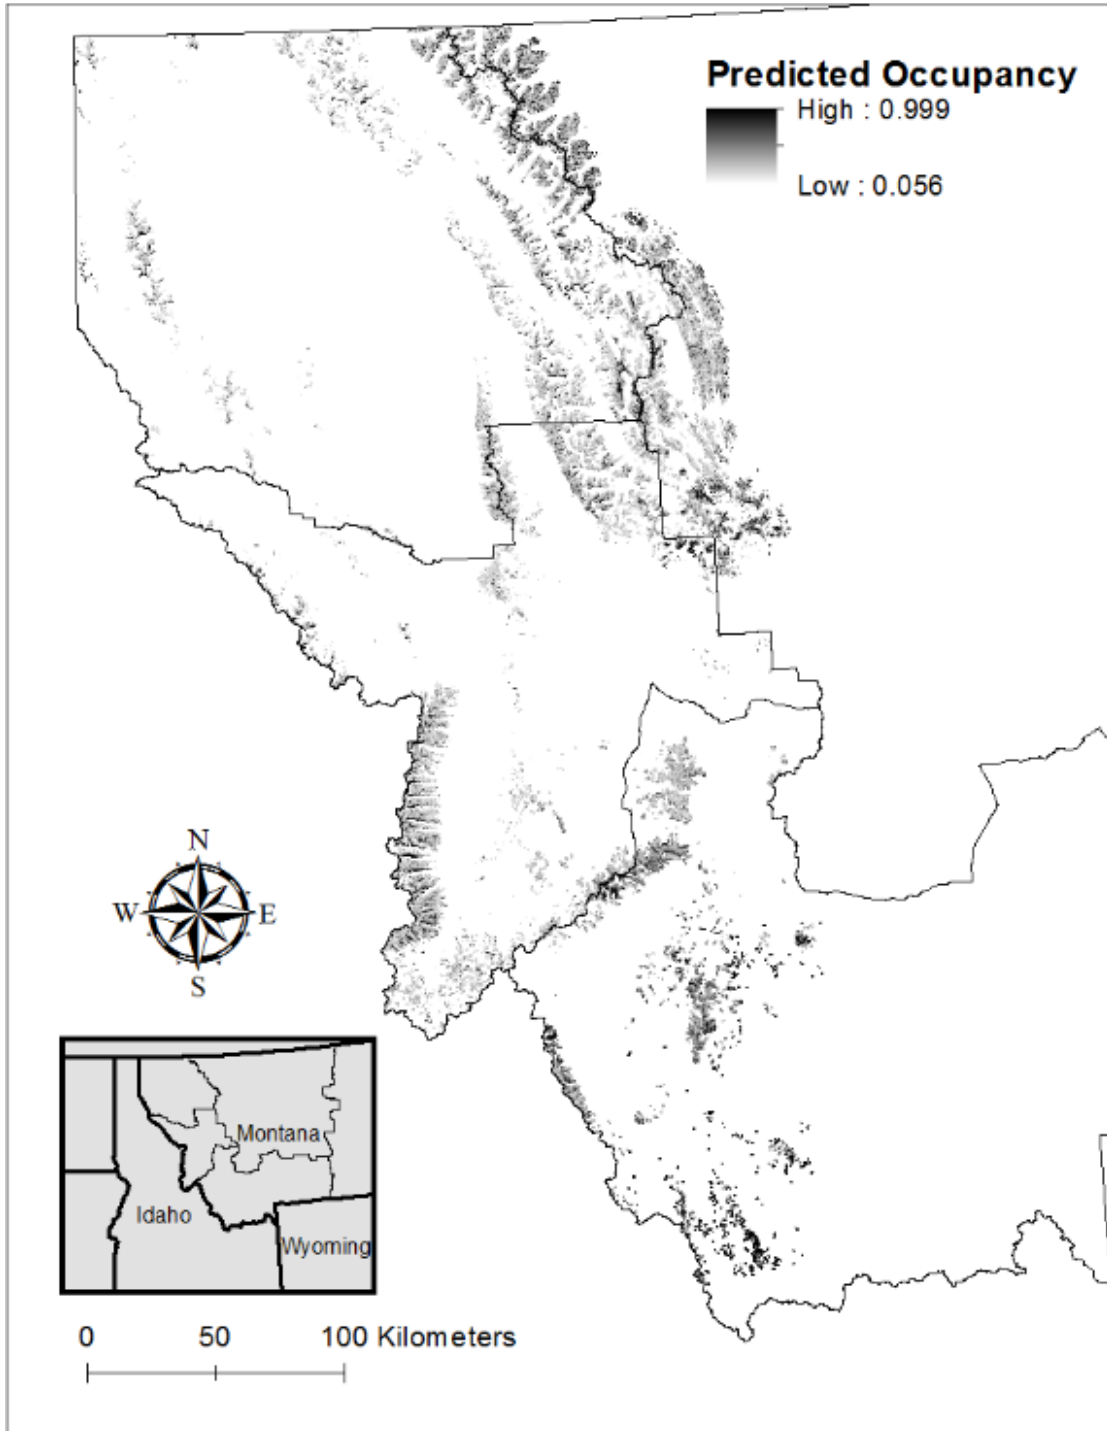 Predicted Occupancy
High : 0.999
Low : 0.056
N
W E
S
Montana
Idaho
Wyoming
0 50 100 Kilometers